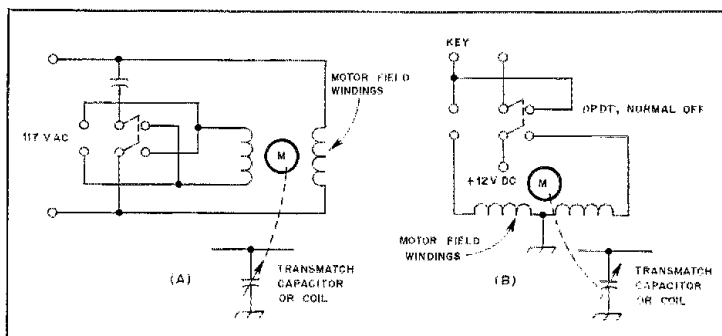 MOTOR FIELD
WINDINGS
117 V AC
M
(A)
TRANSMATCH
CAPACITOR
OR COIL
KEY
DPDT, NORMAL OFF
+12V DC
M
MOTOR FIELD
WINDINGS
(B)
TRANSMATCH
CAPACITOR
OR COIL